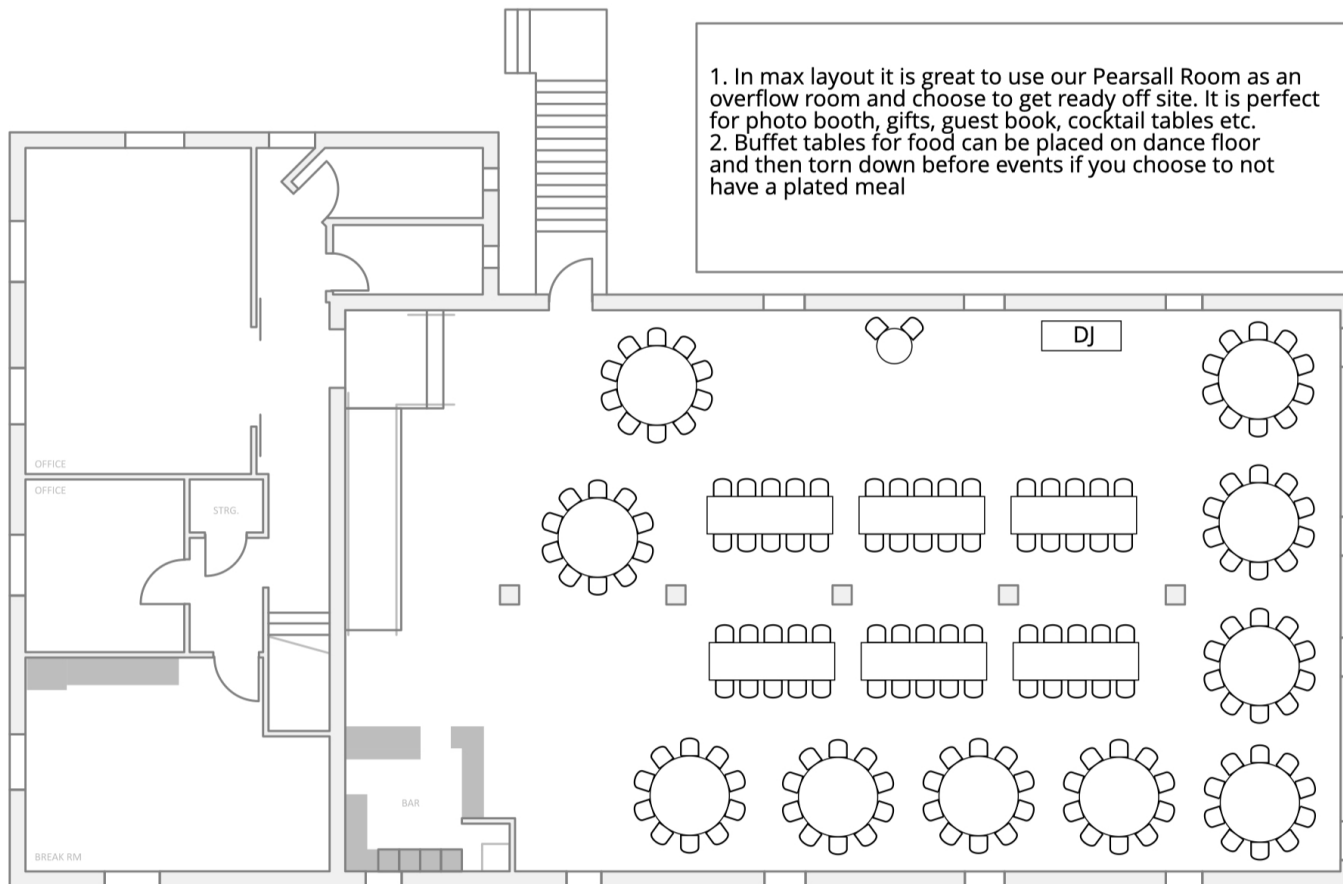 1. In max layout it is great to use our Pearsall Room as an
overflow room and choose to get ready off site. It is perfect
for photo booth, gifts, guest book, cocktail tables etc.
2. Buffet tables for food can be placed on dance floor
and then torn down before events if you choose to not
have a plated meal
DJ
OFFICE
OFFICE
STRG.
BAR
BREAK RM